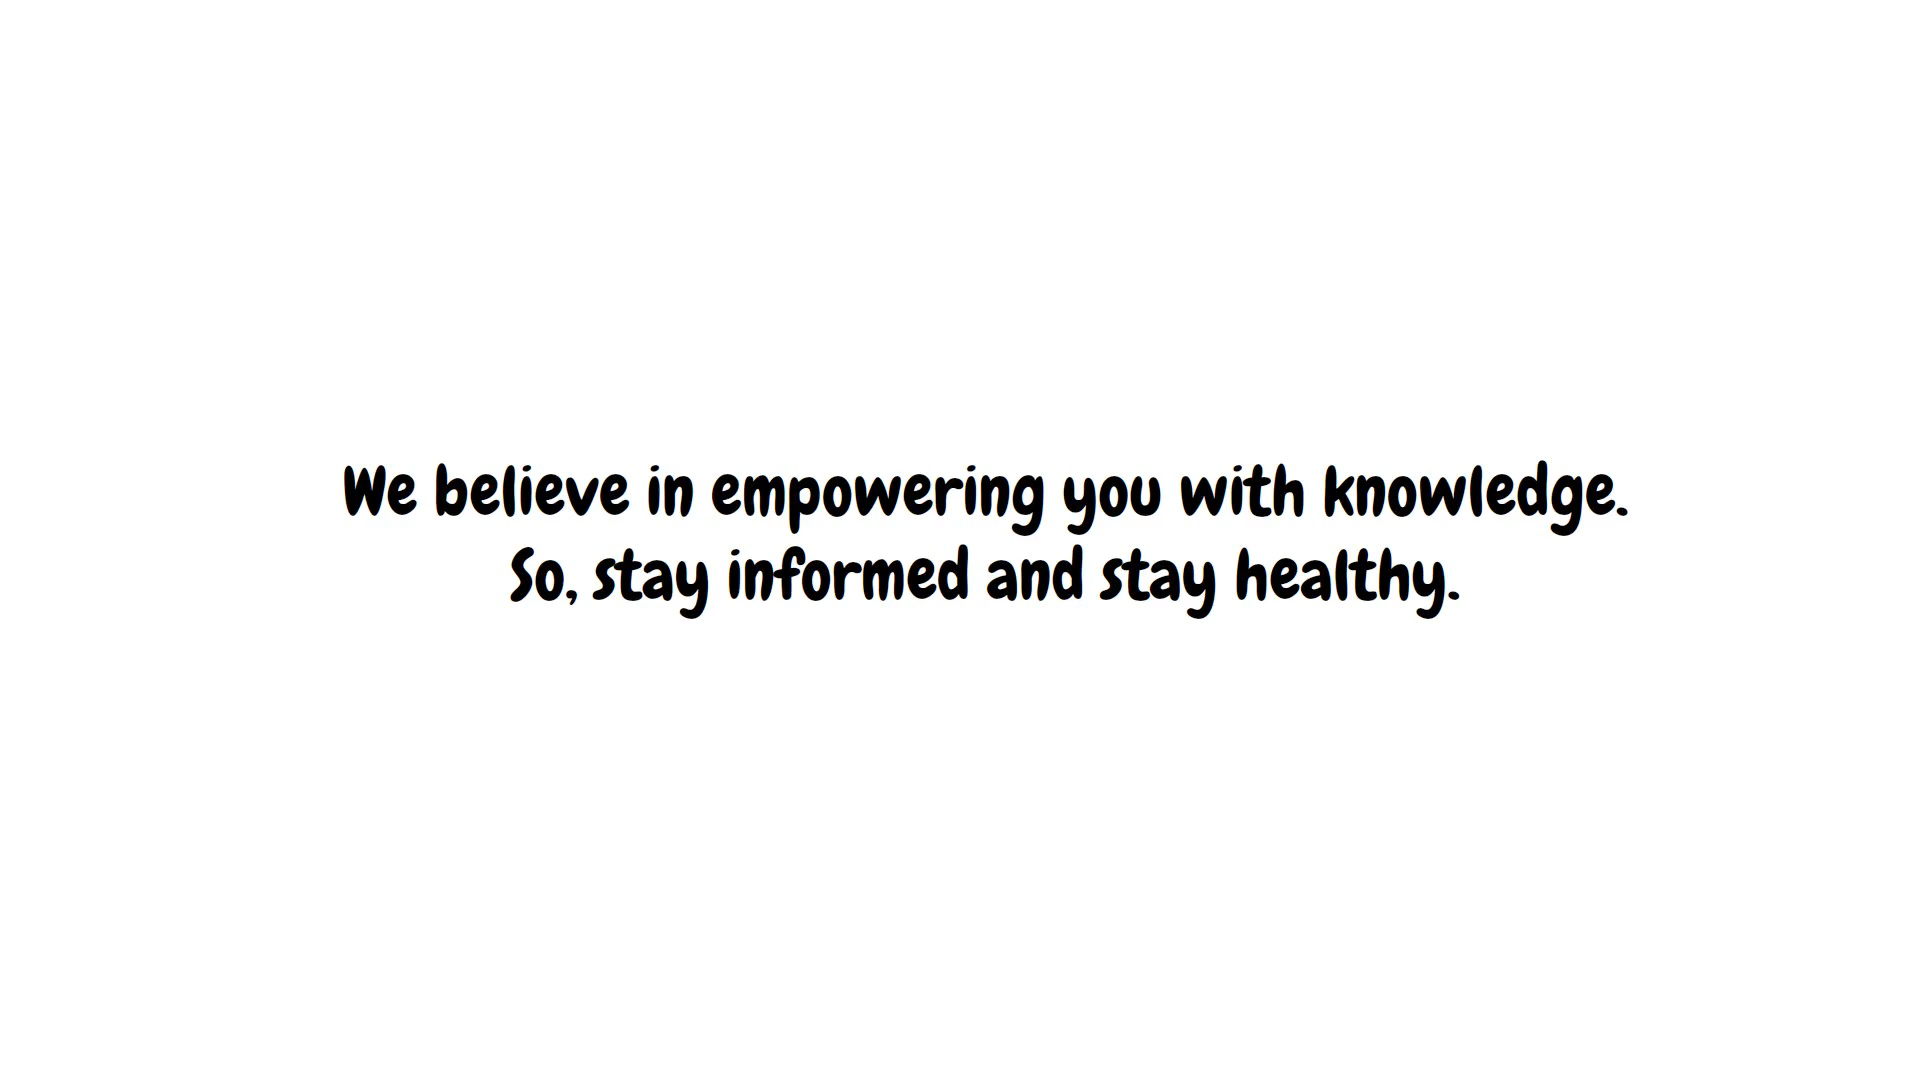 We believe in empowering you with knowledge.
So, stay informed and stay healthy.